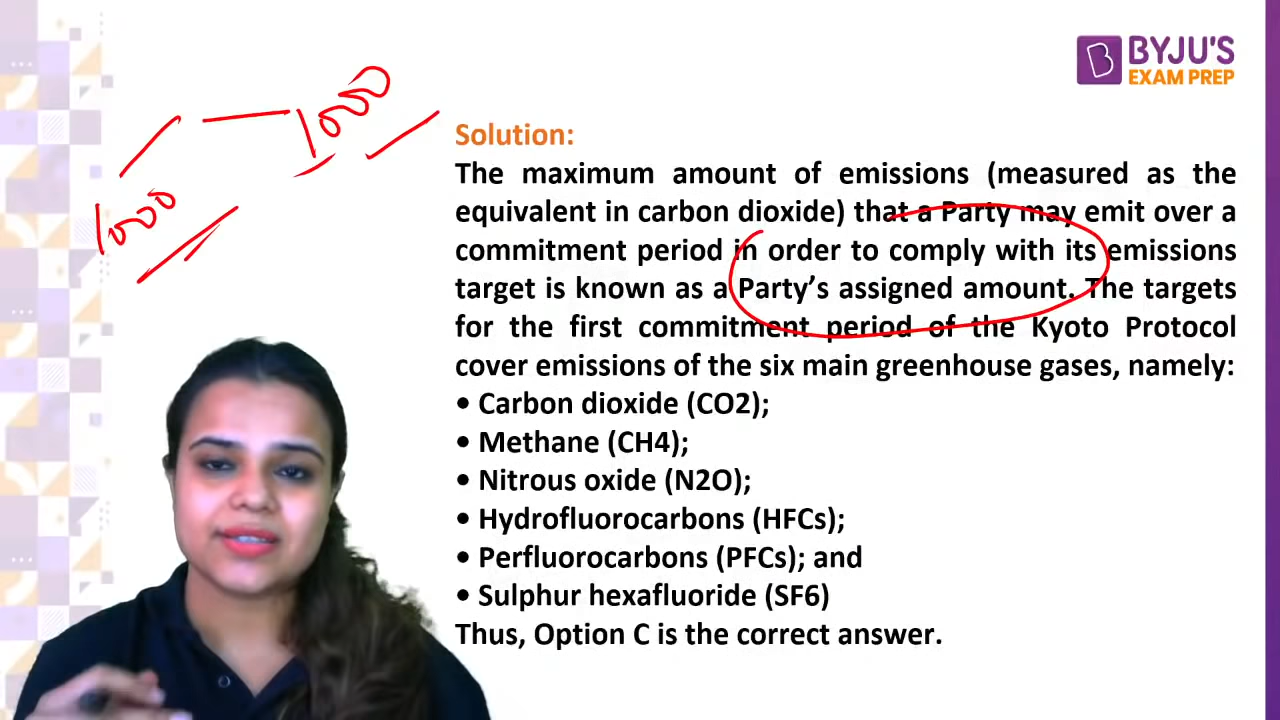 BYJU'S
EXAM PREP
1000
1000
Solution:
The maximum amount of emissions (measured as the
equivalent in carbon dioxide) that a Party may emit over a
commitment period in order to comply with its emissions
target is known as a Party's assigned amount. The targets
for the first commitment period of the Kyoto Protocol
cover emissions of the six main greenhouse gases, namely:
• Carbon dioxide (CO2);
• Methane (CH4);
• Nitrous oxide (N2O);
• Hydrofluorocarbons (HFCs);
• Perfluorocarbons (PFCs); and
• Sulphur hexafluoride (SF6)
Thus, Option C is the correct answer.